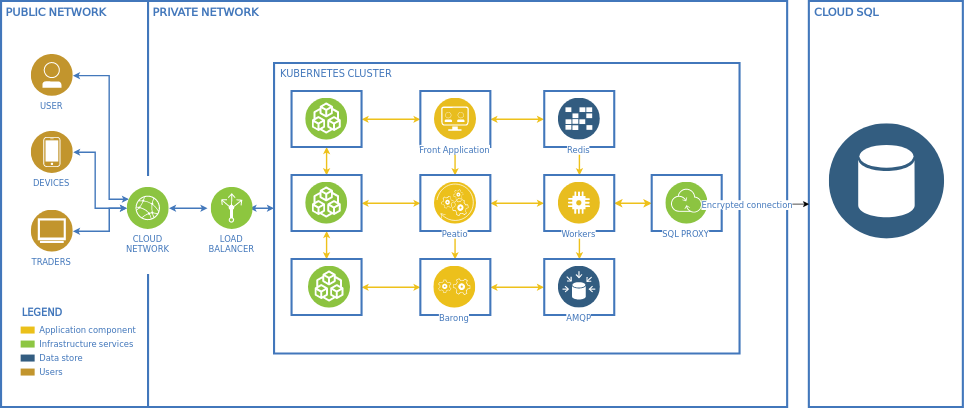 PUBLIC NETWORK
PRIVATE NETWORK
CLOUD SQL
KUBERNETES CLUSTER
USER
Front Application
Redis
DEVICES
CLOUD
NETWORK
LOAD
BALANCER
Peatio
Workers
SQL PROXY
Encrypted connection
TRADERS
Barong
AMQP
LEGEND
Application component
Infrastructure services
Data store
Users